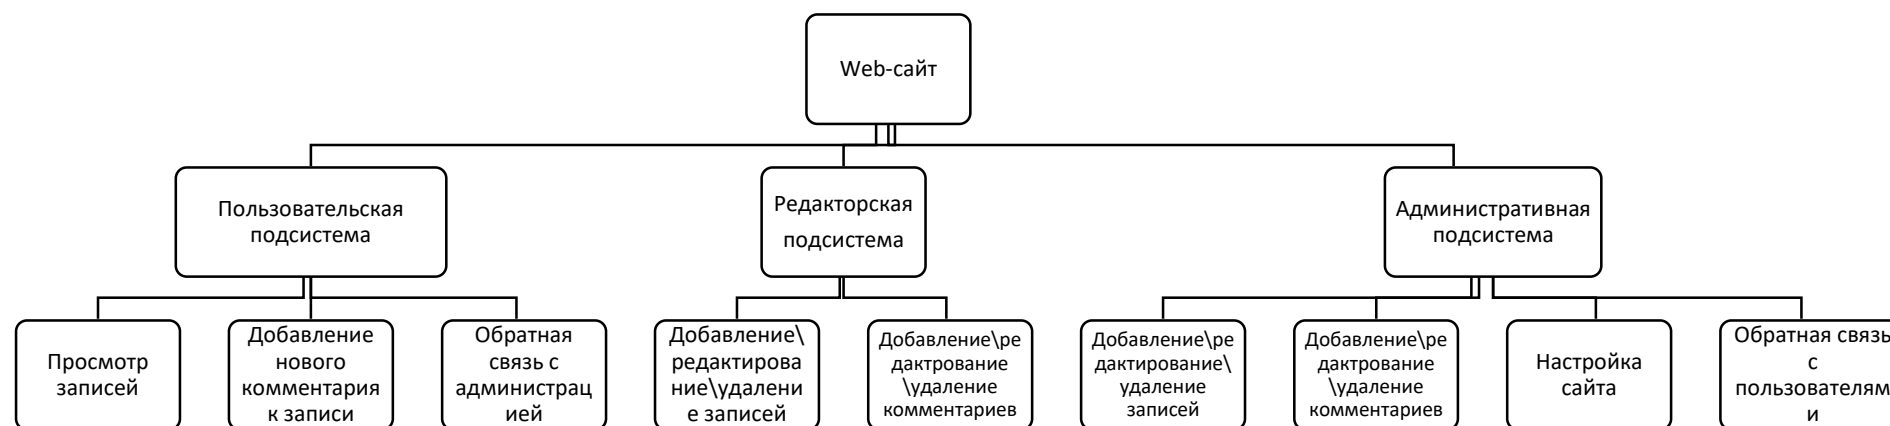 Web-сайт
Пользовательская
подсистема
Редакторская
подсистема
Административная
подсистема
Просмотр
записей
Добавление
нового
комментария
к записи
Обратная
связь с
администрац
ией
Добавление\
редактирова
ние\удалени
е записей
Добавление\ре
дактрование
\удаление
комментариев
Добавление\ре
дактирование\
удаление
записей
Добавление\ре
дактрование
\удаление
комментариев
Настройка
сайта
Обратная связь
с
пользователям
и